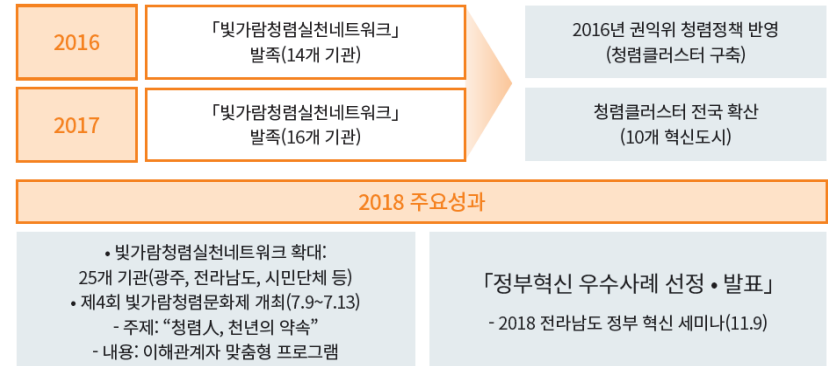 2016
「빛가람청렴실천네트워크」
발족(14개 기관)
2016년 권익위 청렴정책 반영
(청렴클러스터 구축)
2017
「빛가람청렴실천네트워크」
발족(16개 기관)
청렴클러스터 전국 확산
(10개 혁신도시)
2018 주요성과
• 빛가람청렴실천네트워크 확대:
25개 기관(광주, 전라남도, 시민단체 등)
• 제4회 빛가람청렴문화제 개최(7.9~7.13)
- 주제: “청렴人, 천년의 약속”
- 내용: 이해관계자 맞춤형 프로그램
「정부혁신 우수사례 선정 • 발표」
- 2018 전라남도 정부 혁신 세미나(11.9)